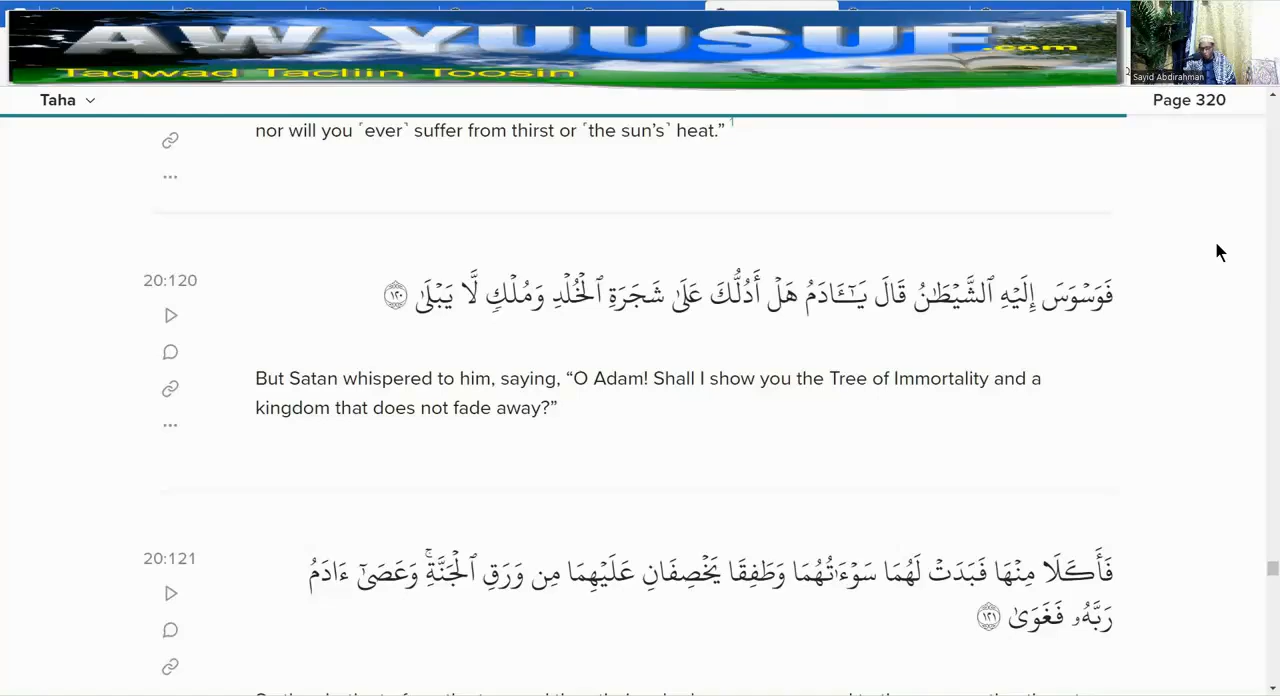 AW YUUSUF.com
Taqwad Tacliin Toosin
Sayid Abdirahman
Taha
Page 320
nor will you ˹ever˺ suffer from thirst or ˹the sun’s˺ heat.” 1
20:120
فَوَسْوَسَ إِلَيْهِ ٱلشَّيْطَـٰنُ قَالَ يَـٰٓـَٔادَمُ هَلْ أَدُلُّكَ عَلَىٰ شَجَرَةِ ٱلْخُلْدِ وَمُلْكٍ لَّا يَبْلَىٰ ١٢٠
But Satan whispered to him, saying, “O Adam! Shall I show you the Tree of Immortality and a
kingdom that does not fade away?”
20:121
فَأَكَلَا مِنْهَا فَبَدَتْ لَهُمَا سَوْءَٰتُهُمَا وَطَفِقَا يَخْصِفَانِ عَلَيْهِمَا مِن وَرَقِ ٱلْجَنَّةِ ۚ وَعَصَىٰٓ ءَادَمُ
رَبَّهُۥ فَغَوَىٰ ١٢١